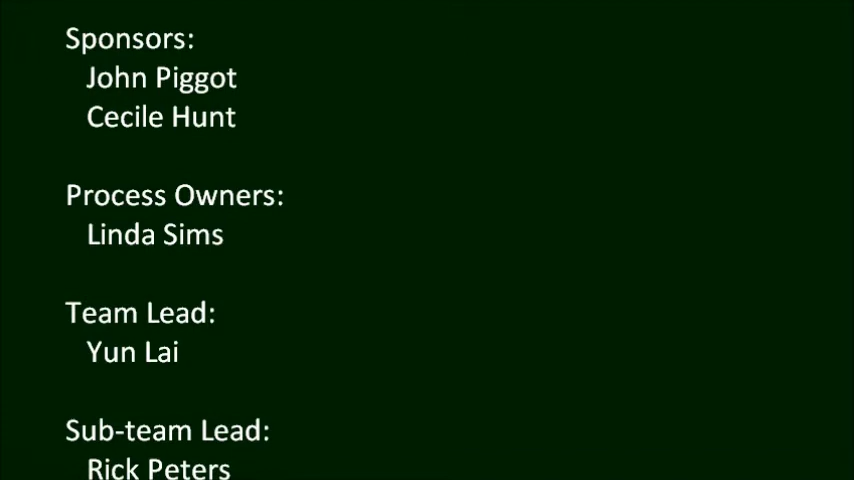 Sponsors:
John Piggot
Cecile Hunt
Process Owners:
Linda Sims
Team Lead:
Yun Lai
Sub-team Lead:
Rick Peters